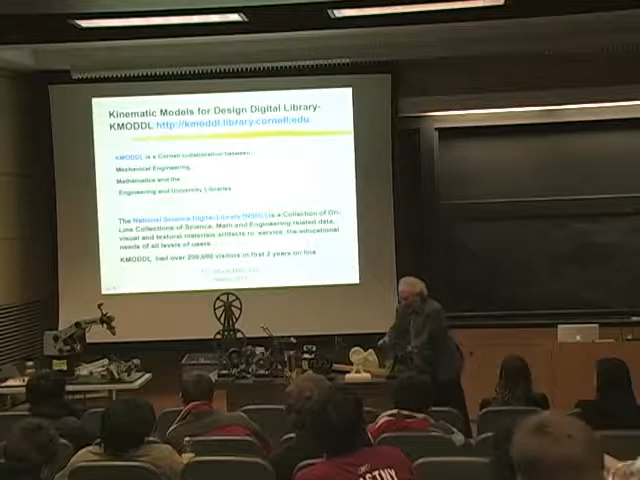 Kinematic Models for Design Digital Library-
KMODDL http://kmoddl.library.cornell.edu.
KMODDL is a Cornell collaboration between
Mechanical Engineering,
Mathematics and the
Engineering and University Libraries
The National Science Digital Library (NSDL) is a Collection of On-
Line Collections of Science, Math and Engineering related data,
visual and textural materials artifacts to service the educational
needs of all levels of users.
KMODDL had over 200,000 visitors in first 2 years on line